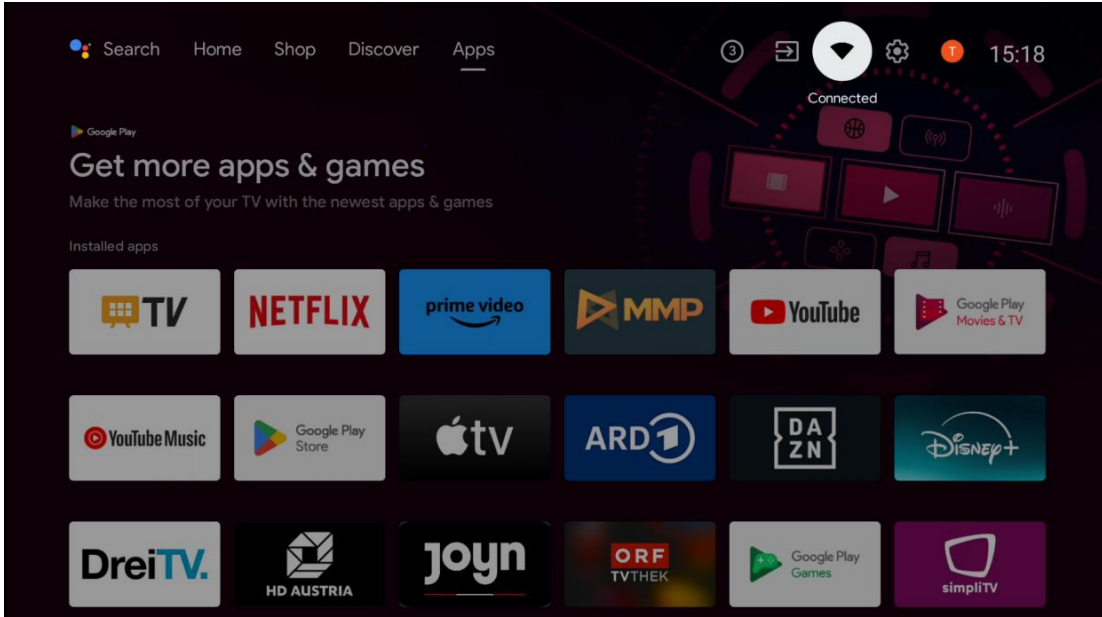 Search Home Shop Discover Apps 3 T 15:18
Connected
Google Play
Get more apps & games
Make the most of your TV with the newest apps & games
Installed apps
TV
NETFLIX
prime video
MMP
YouTube
Google Play
Movies & TV
YouTube Music
Google Play
Store
tv
ARD 1
DA
ZN
Disney+
DreiTV.
HD AUSTRIA
Joyn
ORF
TVTHEK
Google Play
Games
simpliTV